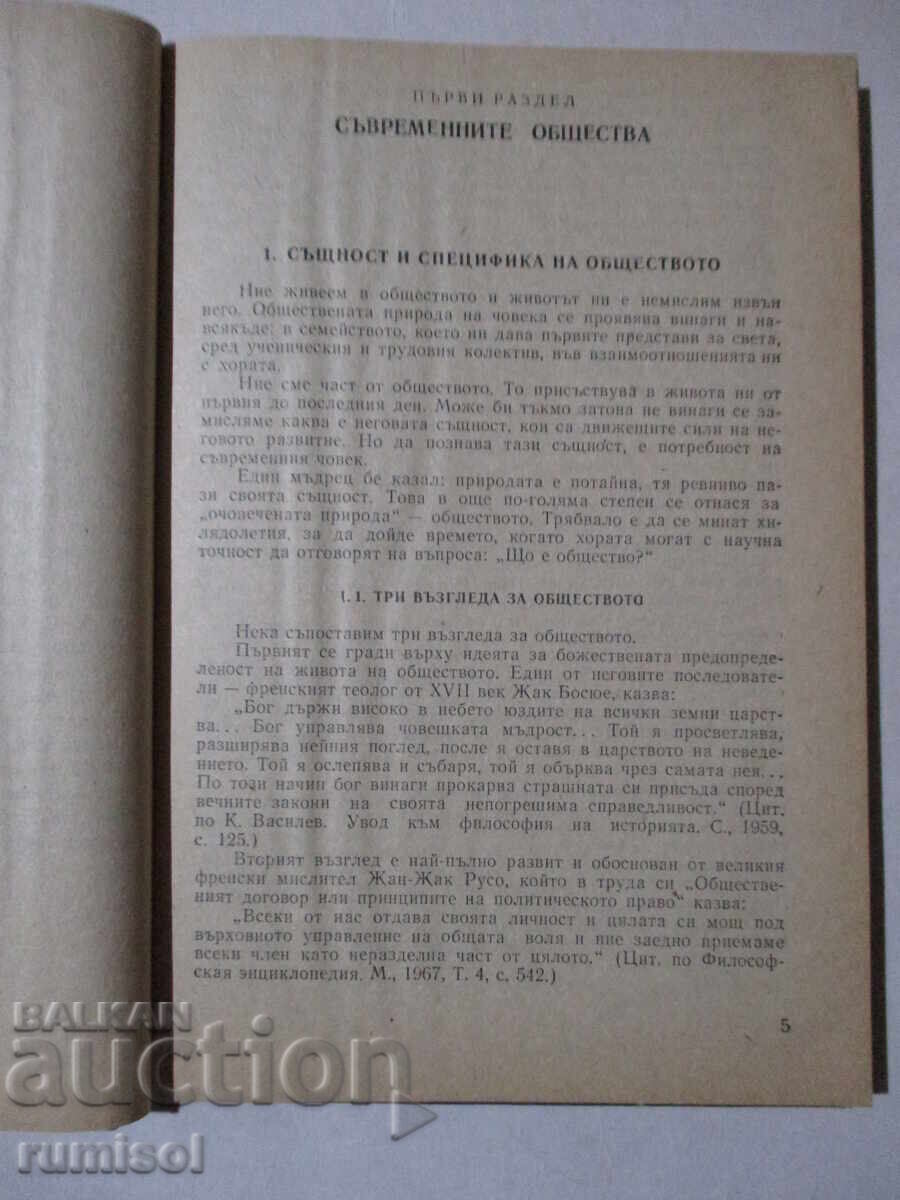 ПЪРВИ РАЗДЕЛ
СЪВРЕМЕННИТЕ ОБЩЕСТВА
1. СЪЩНОСТ И СПЕЦИФИКА НА ОБЩЕСТВОТО
Ние живеем в обществото и животът ни е немислим извън
него. Обществената природа на човека се проявява винаги и на-
всякъде: в семейството, което ни дава първите представи за света,
сред ученическия и трудовия колектив, във взаимоотношенията ни
с хората.
Ние сме част от обществото. То присъствува в живота ни от
първия до последния ден. Може би тъкмо затова не винаги се за-
мисляме каква е неговата същност, кои са движещите сили на не-
говото развитие. Но да познава тази същност, е потребност на
съвременния човек.
Един мъдрец бе казал: природата е потайна, тя ревниво па-
зи своята същност. Това в още по-голяма степен се отнася за
„очовечената природа“ — обществото. Трябвало е да се минат хи-
лядолетия, за да дойде времето, когато хората могат с научна
точност да отговорят на въпроса: „Що е общество?“
1.1. ТРИ ВЪЗГЛЕДА ЗА ОБЩЕСТВОТО
Нека съпоставим три възгледа за обществото.
Първият се гради върху идеята за божествената предопреде-
леност на живота на обществото. Един от неговите последовате-
ли — френският теолог от XVII век Жак Босюе, казва:
„Бог държи високо в небето юздите на всички земни царст-
ва... Бог управлява човешката мъдрост... Той я просветлява,
разширява нейния поглед, после я оставя в царството на неведе-
нието. Той я ослепява и събаря, той я обърква чрез самата нея...
По този начин бог винаги прокарва страшната си присъда според
вечните закони на своята непогрешима справедливост.“ (Цит.
по К. Василев. Увод към философия на историята. С., 1959,
с. 125.)
Вторият възглед е най-пълно развит и обоснован от великия
френски мислител Жан-Жак Русо, който в труда си „Обществе-
ният договор или принципите на политическото право“ казва:
„Всеки от нас отдава своята личност и цялата си мощ под
върховното управление на общата воля и ние заедно приемаме
всеки член като неразделна част от цялото.“ (Цит. по Философ-
ская энциклопедия. М., 1967, Т. 4, с. 542.)
5
BALKAN
auction
rumisol